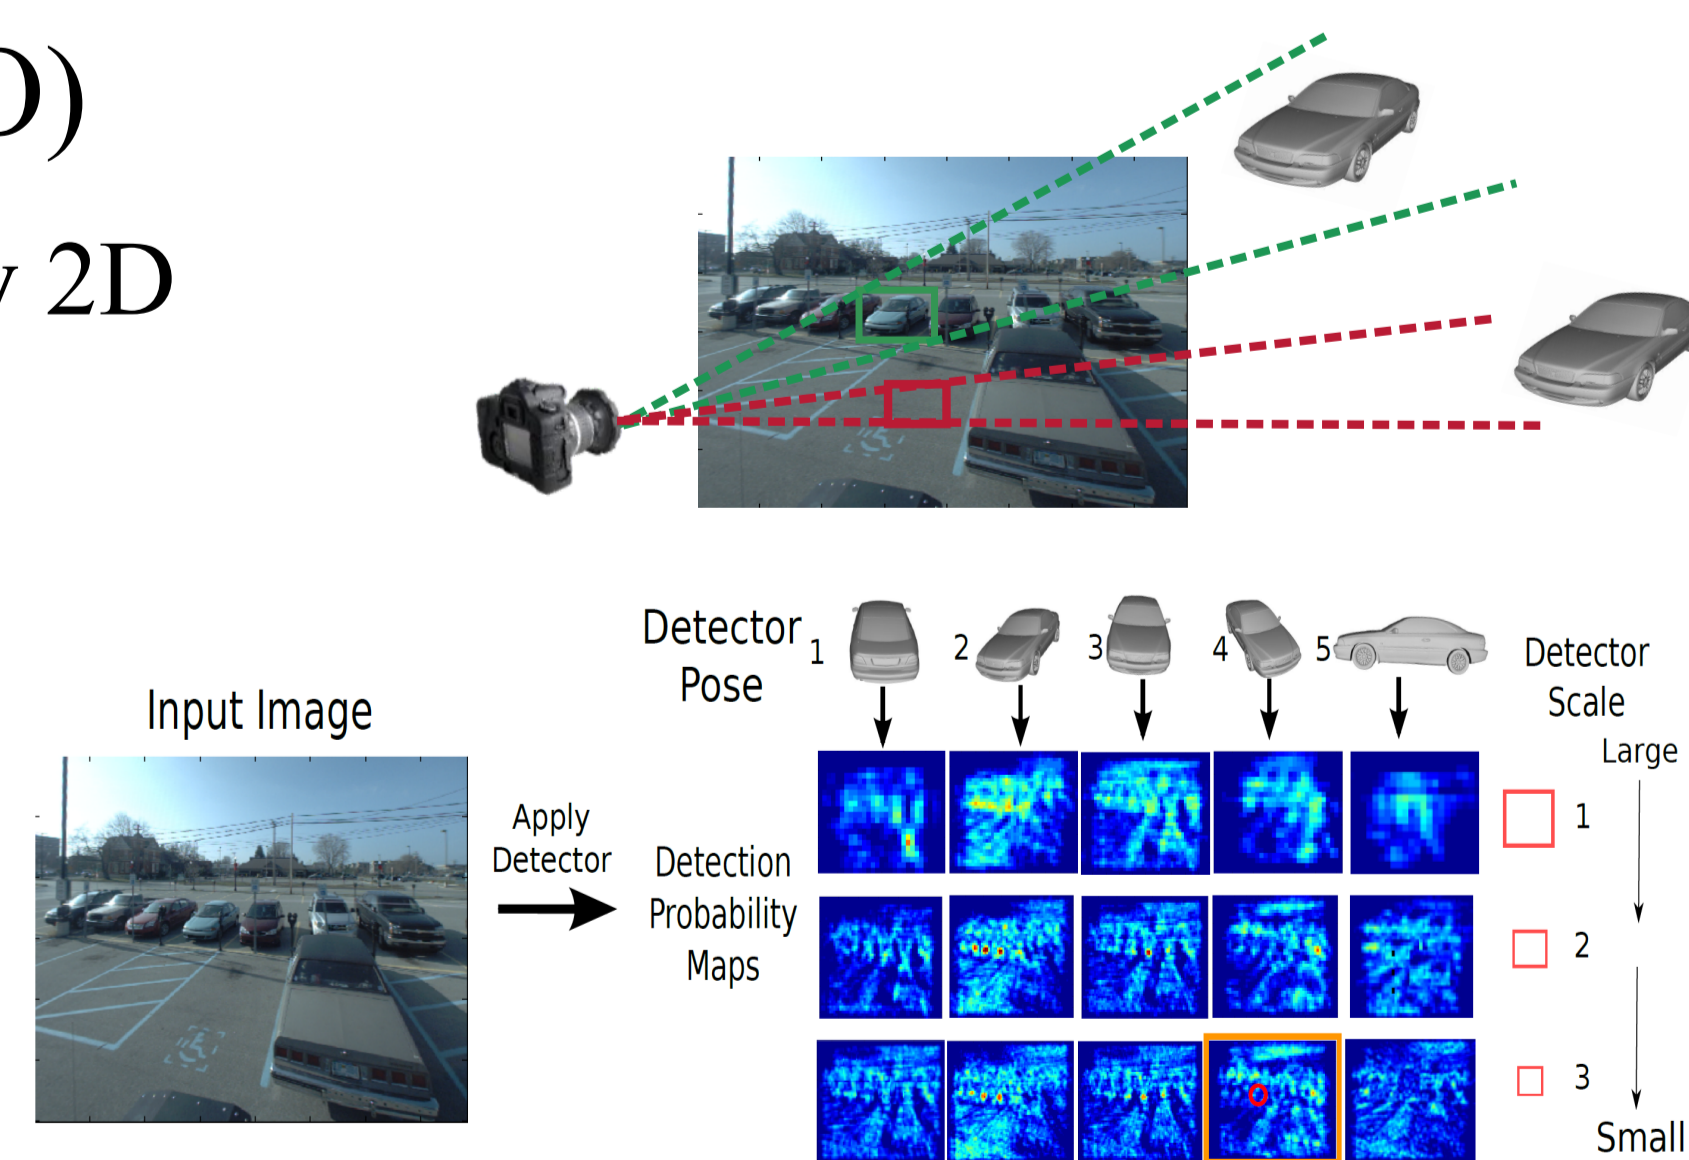 D)
2D
Detector
Pose
1
2
3
4
5
Detector
Scale
Input Image
Large
Apply
Detector
Detection
Probability
Maps
1
2
3
Small